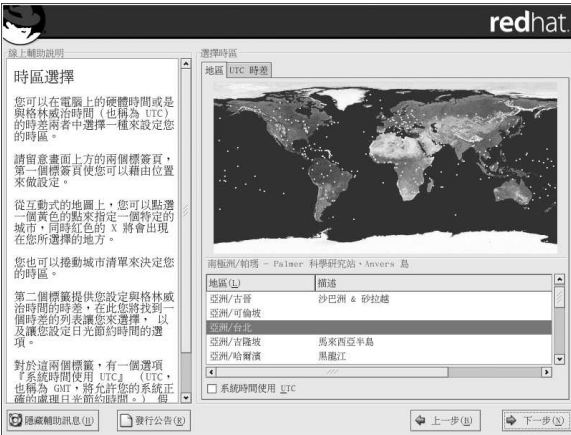 redhat.
線上輔助說明
時區選擇
您可以在電腦上的硬體時間或是
與格林威治時間 (也稱為 UTC)
的時差兩者中選擇一種來設定您
的時區。
請留意畫面上方的兩個標簽頁，
第一個標簽頁使您可以藉由位置
來做設定。
從互動式的地圖上，您可以點選
一個黃色的點來指定一個特定的
城市，同時紅色的 X 將會出現
在您所選擇的地方。
您也可以捲動城市清單來決定您
的時區。
第二個標籤提供您設定與格林威
治時間的時差，在此您將找到一
個時差的列表讓您來選擇， 以
及讓您設定日光節約時間的選
項。
對於這兩個標籤，有一個選項
『系統時間使用 UTC』 (UTC，
也稱為 GMT，將允許您的系統正
確的處理日光節約時間。) 假
選擇時區
地區 UTC 時差
南極洲/帕瑪 - Palmer 科學研究站、Anvers 島
地區(L) 描述
亞洲/古晉 沙巴洲 & 砂拉越
亞洲/可倫坡
亞洲/台北
亞洲/吉隆坡 馬來西亞半島
亞洲/哈爾濱 黑龍江
系統時間使用 UTC
隱藏輔助訊息(H)
發行公告(R)
上一步(B)
下一步(N)